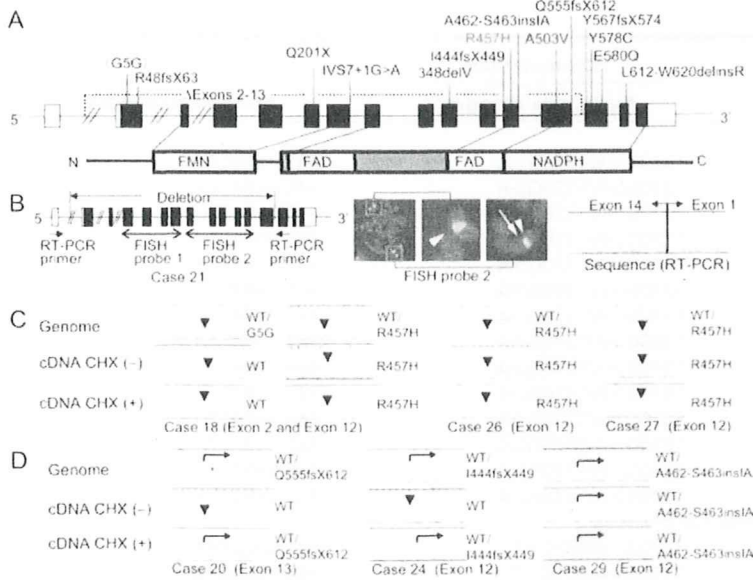 A
Q555fsX612
A462-S463insIA
Y567fsX574
G5G
R457H
A503V
Y578C
R48fsX63
Q201X
I444fsX449
E580Q
IVS7+1G>A
348delV
L612-W620delinsR
\Exons 2-13
5
3'
N
FMN
FAD
FAD
NADPH
C
B
Deletion
Exon 14
Exon 1
5
3'
RT-PCR primer
FISH probe 1
FISH probe 2
RT-PCR primer
Case 21
FISH probe 2
Sequence (RT-PCR)
C
Genome
WT/ G5G
WT/ R457H
WT/ R457H
WT/ R457H
cDNA CHX (-)
WT
R457H
R457H
R457H
cDNA CHX (+)
WT
R457H
R457H
R457H
Case 18 (Exon 2 and Exon 12)
Case 26 (Exon 12)
Case 27 (Exon 12)
D
Genome
WT/ Q555fsX612
WT/ I444fsX449
WT/ A462-S463insIA
cDNA CHX (-)
WT
WT
WT/ A462-S463insIA
cDNA CHX (+)
WT/ Q555fsX612
WT/ I444fsX449
WT/ A462-S463insIA
Case 20 (Exon 13)
Case 24 (Exon 12)
Case 29 (Exon 12)